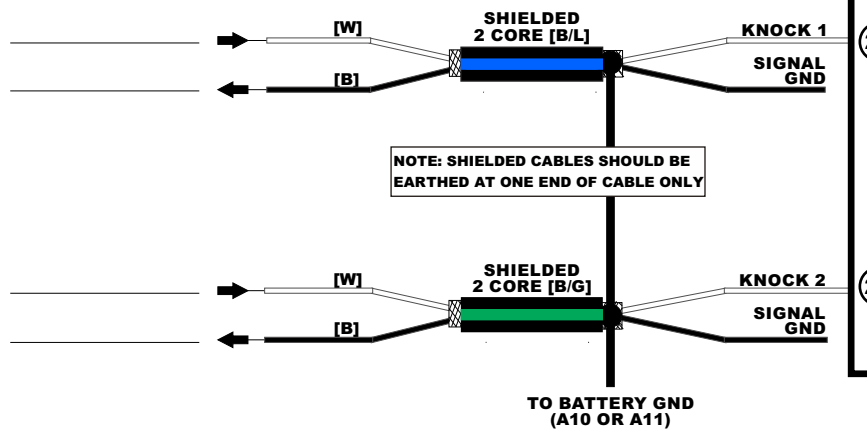 SHIELDED
2 CORE [B/L]
[W]
KNOCK 1
[B]
SIGNAL
GND
NOTE: SHIELDED CABLES SHOULD BE
EARTHED AT ONE END OF CABLE ONLY
SHIELDED
2 CORE [B/G]
[W]
KNOCK 2
[B]
SIGNAL
GND
TO BATTERY GND
(A10 OR A11)